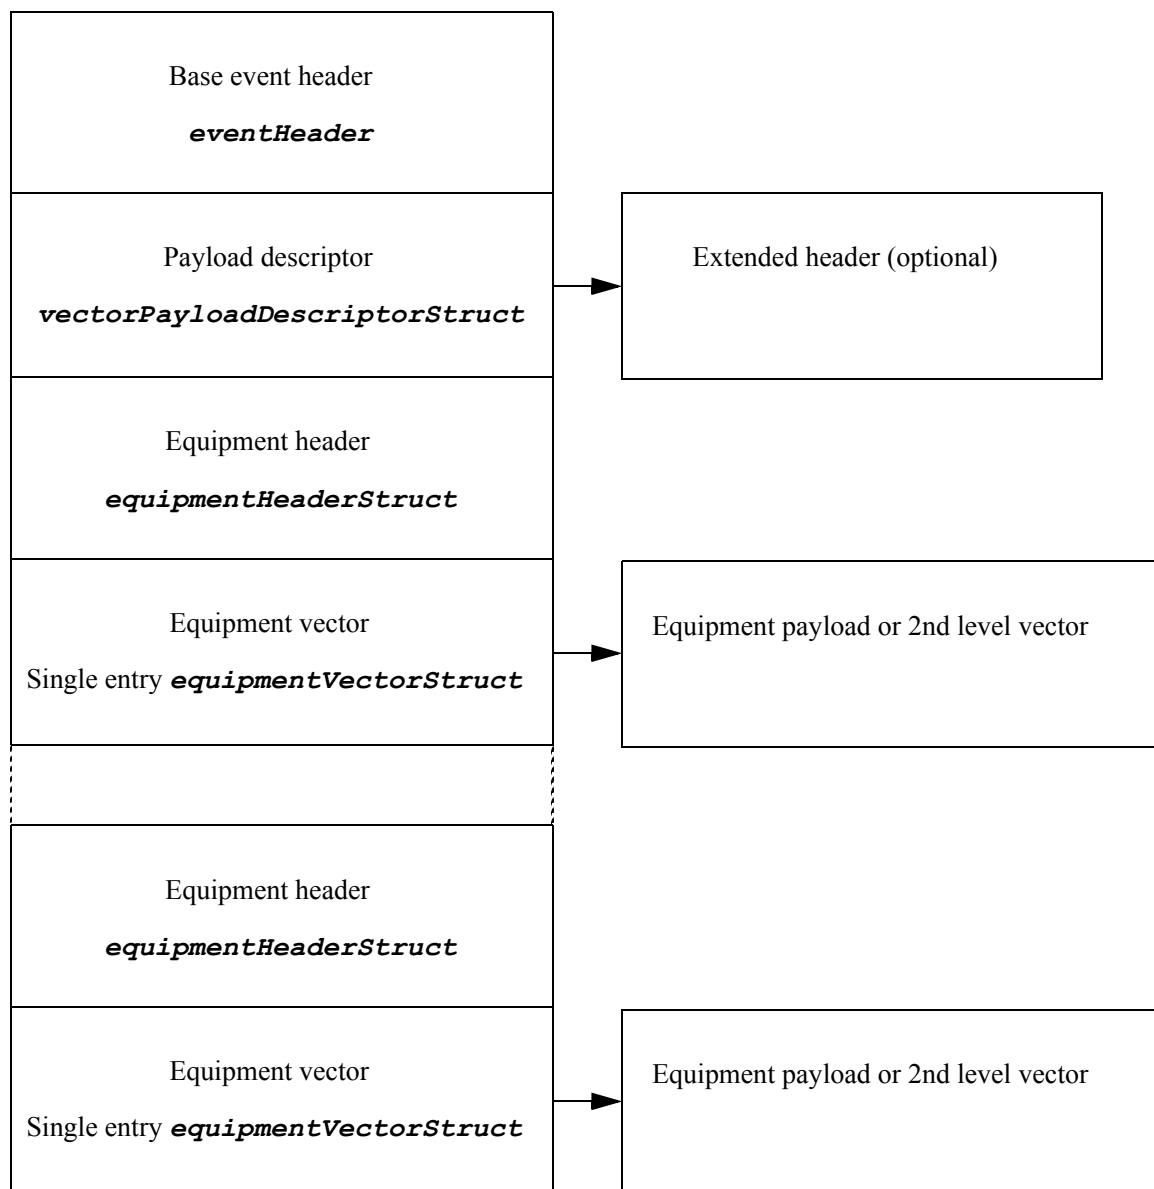 Base event header
eventHeader
Payload descriptor
vectorPayloadDescriptorStruct
Extended header (optional)
Equipment header
equipmentHeaderStruct
Equipment vector
Single entry equipmentVectorStruct
Equipment payload or 2nd level vector
Equipment header
equipmentHeaderStruct
Equipment vector
Single entry equipmentVectorStruct
Equipment payload or 2nd level vector